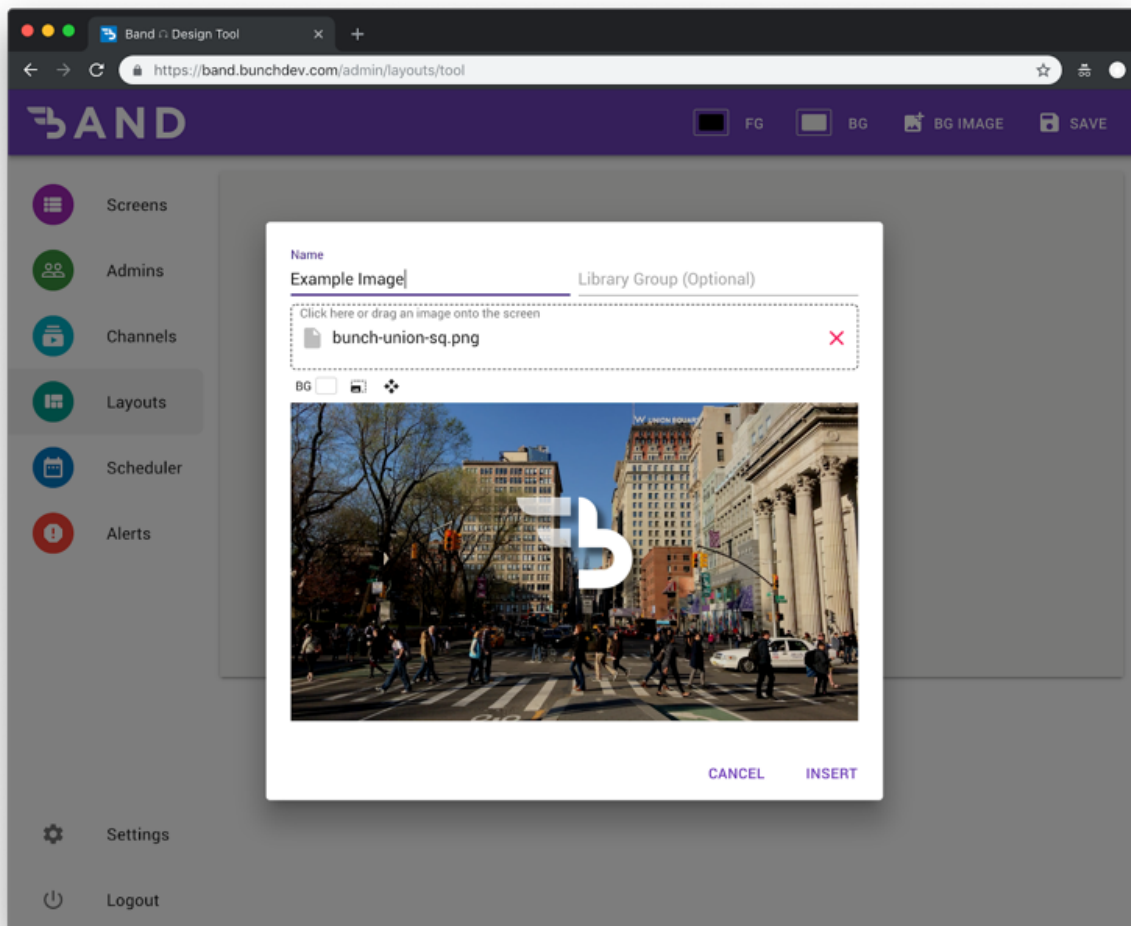 Band ∩ Design Tool
https://band.bunchdev.com/admin/layouts/tool
BAND
FG
BG
BG IMAGE
SAVE
Screens
Admins
Channels
Layouts
Scheduler
Alerts
Settings
Logout
Name
Example Image
Library Group (Optional)
Click here or drag an image onto the screen
bunch-union-sq.png
BG
W UNION SQUARE
b
CANCEL
INSERT